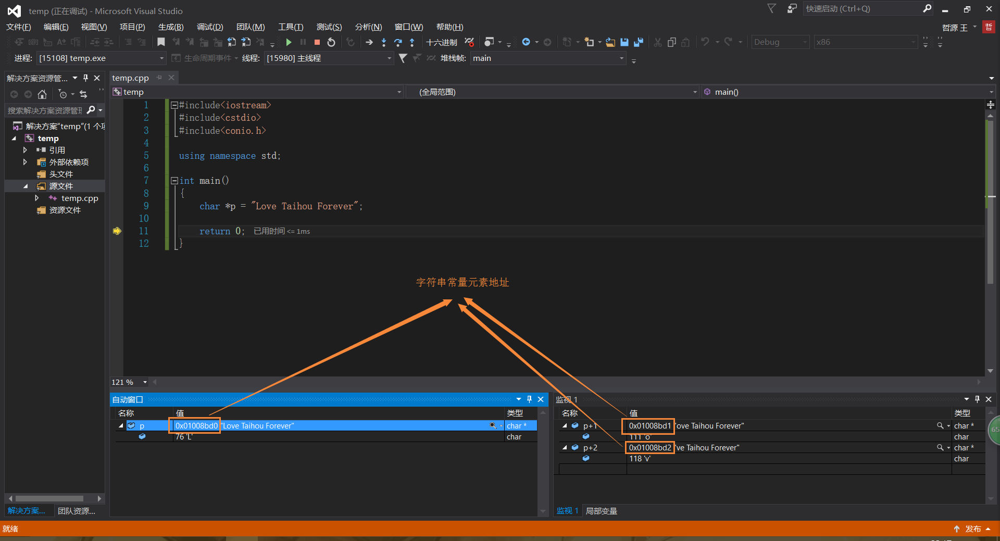 temp (正在调试) - Microsoft Visual Studio
快速启动 (Ctrl+Q)
文件(F) 编辑(E) 视图(V) 项目(P) 生成(B) 调试(D) 团队(M) 工具(T) 测试(S) 分析(N) 窗口(W) 帮助(H)
哲源 王 哲
十六进制 Debug x86
进程: [15108] temp.exe 生命周期事件 线程: [15980] 主线程 堆栈帧: main
解决方案资源管...
搜索解决方案资源管理
解决方案"temp"(1 个项
temp
引用
外部依赖项
头文件
源文件
temp.cpp
资源文件
解决方案... 团队资源...
temp.cpp
temp (全局范围) main()
1 #include<iostream>
2 #include<cstdio>
3 #include<conio.h>
4
5 using namespace std;
6
7 int main()
8 {
9 char *p = "Love Taihou Forever";
10
11 return 0; 已用时间 <= 1ms
12 }
字符串常量元素地址
121 %
自动窗口
名称 值 类型
p 0x01008bd0 "Love Taihou Forever" char *
76 'L' char
监视 1
名称 值 类型
p+1 0x01008bd1 "ove Taihou Forever" char *
111 'o' char
p+2 0x01008bd2 "ve Taihou Forever" char *
118 'v' char
监视 1 局部变量
65
就绪
发布